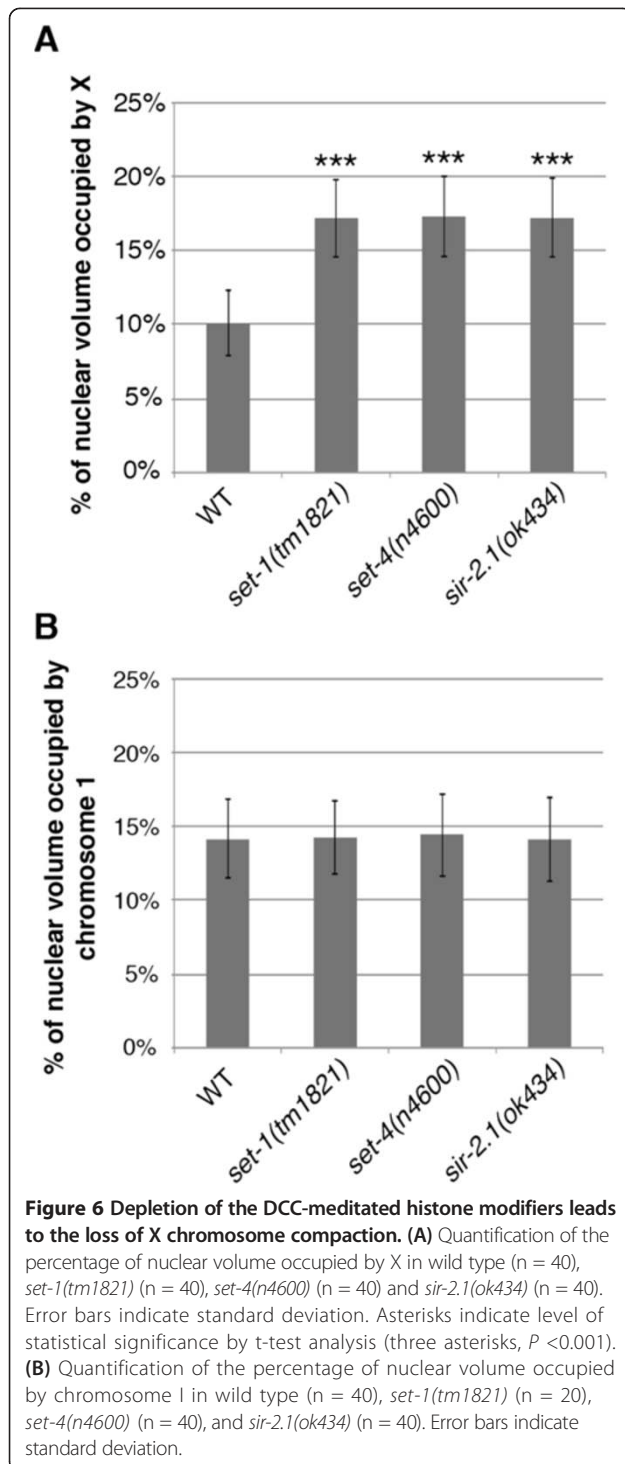 A
% of nuclear volume occupied by X
25%
20%
15%
10%
5%
0%
*** *** ***
WT
set-1(tm1821)
set-4(n4600)
sir-2.1(ok434)
B
% of nuclear volume occupied by
chromosome 1
25%
20%
15%
10%
5%
0%
WT
set-1(tm1821)
set-4(n4600)
sir-2.1(ok434)
Figure 6 Depletion of the DCC-meditated histone modifiers leads
to the loss of X chromosome compaction. (A) Quantification of the
percentage of nuclear volume occupied by X in wild type (n = 40),
set-1(tm1821) (n = 40), set-4(n4600) (n = 40) and sir-2.1(ok434) (n = 40).
Error bars indicate standard deviation. Asterisks indicate level of
statistical significance by t-test analysis (three asterisks, P <0.001).
(B) Quantification of the percentage of nuclear volume occupied
by chromosome I in wild type (n = 40), set-1(tm1821) (n = 20),
set-4(n4600) (n = 40), and sir-2.1(ok434) (n = 40). Error bars indicate
standard deviation.